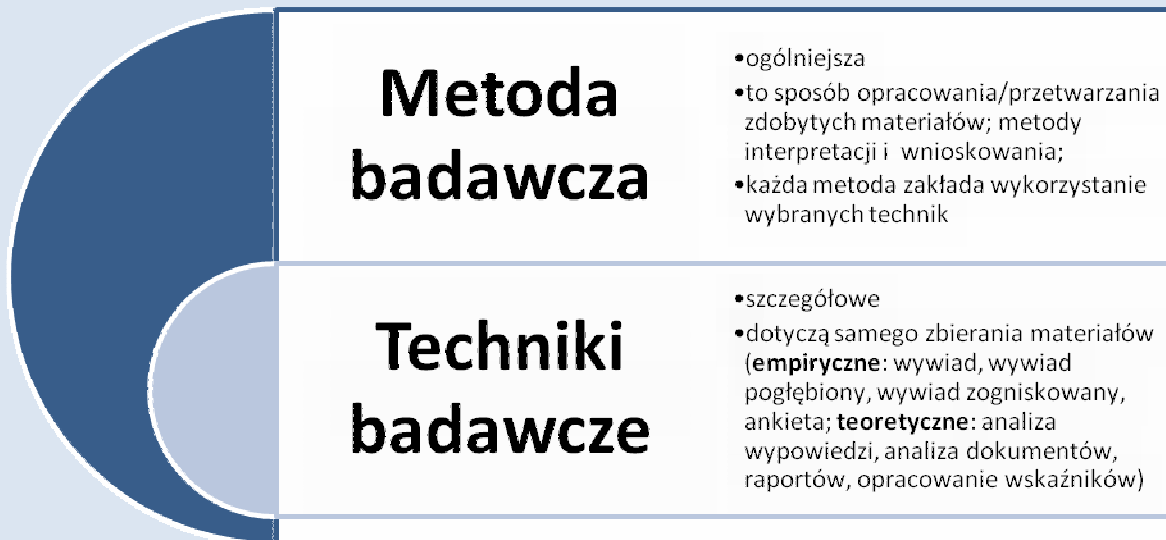 Metoda
badawcza
•ogólniejsza
•to sposób opracowania/przetwarzania
zdobytych materiałów; metody
interpretacji i wnioskowania;
•każda metoda zakłada wykorzystanie
wybranych technik
Techniki
badawcze
•szczegółowe
•dotyczą samego zbierania materiałów
(empiryczne: wywiad, wywiad
pogłębiony, wywiad zogniskowany,
ankieta; teoretyczne: analiza
wypowiedzi, analiza dokumentów,
raportów, opracowanie wskaźników)